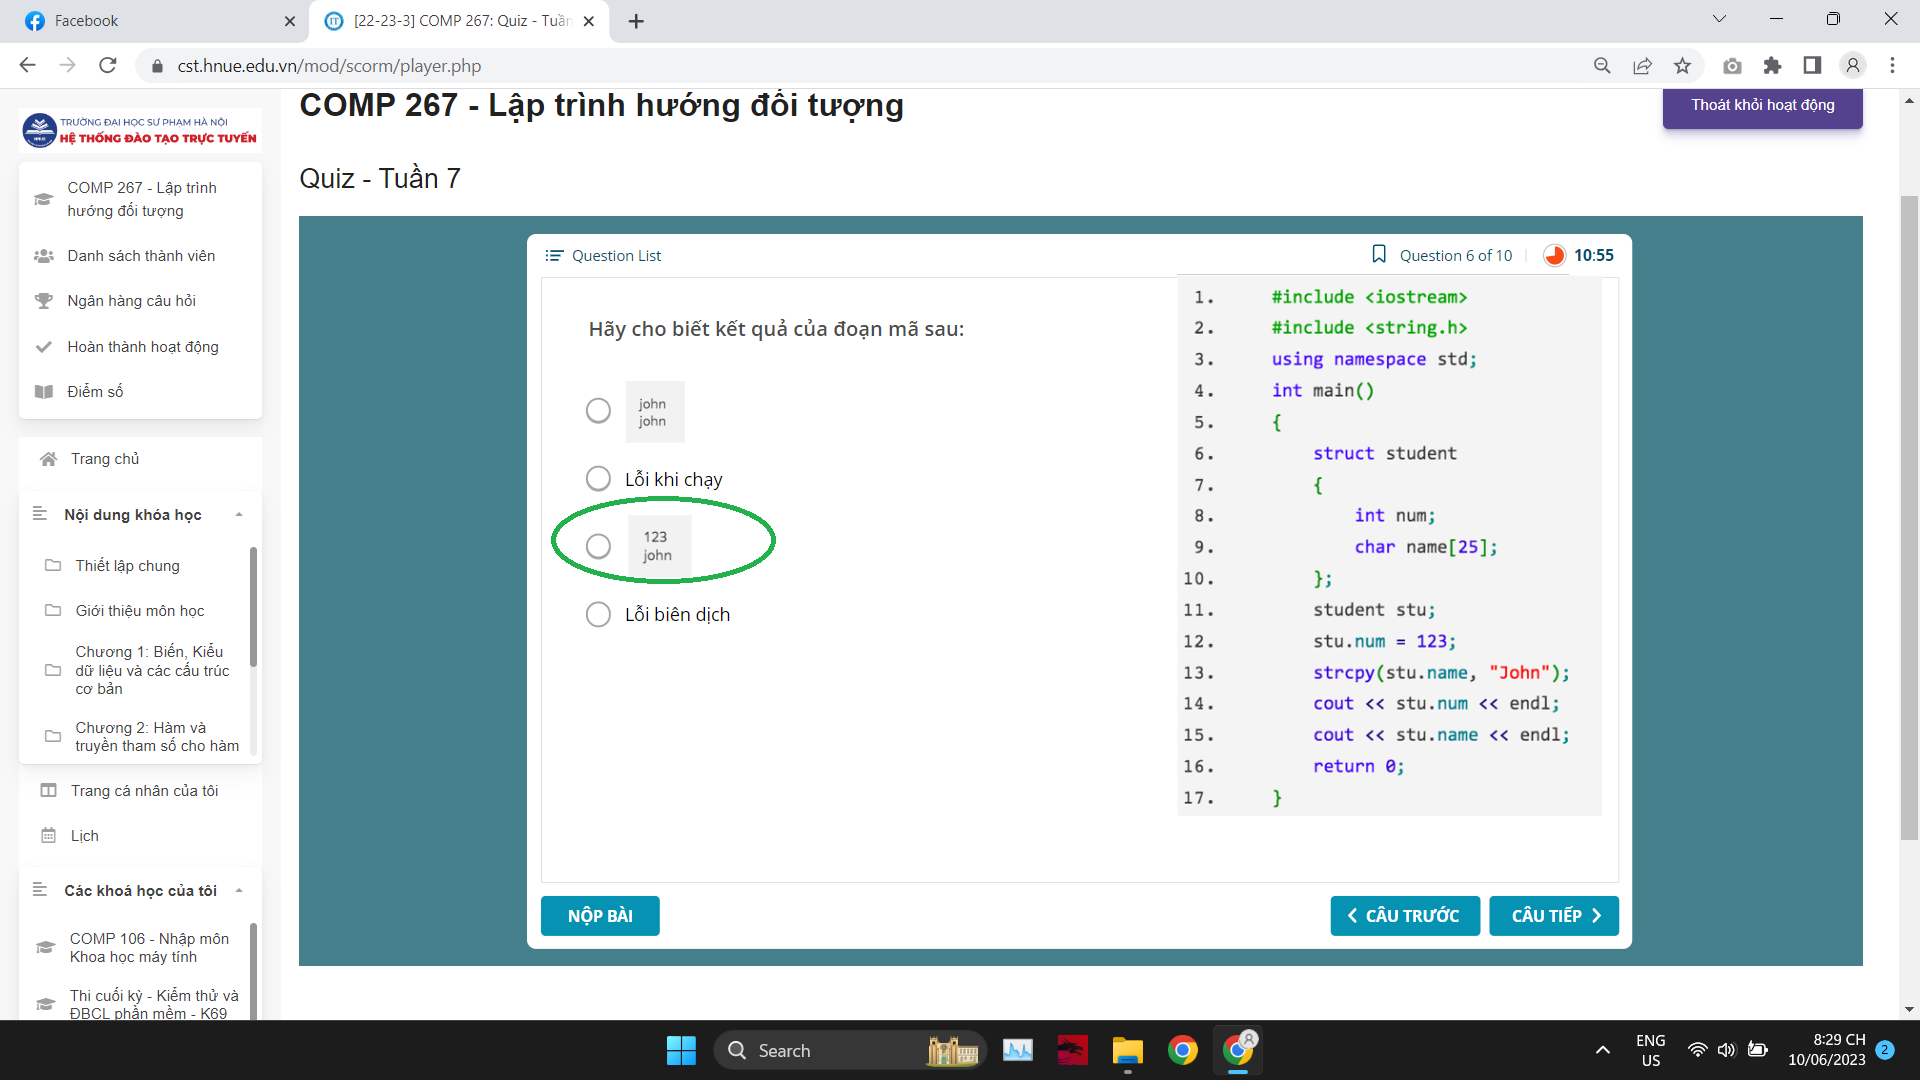 Facebook
[22-23-3] COMP 267: Quiz - Tuần
cst.hnue.edu.vn/mod/scorm/player.php
TRƯỜNG ĐẠI HỌC SƯ PHẠM HÀ NỘI
HỆ THỐNG ĐÀO TẠO TRỰC TUYẾN
COMP 267 - Lập trình
hướng đối tượng
Danh sách thành viên
Ngân hàng câu hỏi
Hoàn thành hoạt động
Điểm số
Trang chủ
Nội dung khóa học
Thiết lập chung
Giới thiệu môn học
Chương 1: Biến, Kiểu
dữ liệu và các cấu trúc
cơ bản
Chương 2: Hàm và
truyền tham số cho hàm
Trang cá nhân của tôi
Lịch
Các khoá học của tôi
COMP 106 - Nhập môn
Khoa học máy tính
Thi cuối kỳ - Kiểm thử và
ĐBCL phần mềm - K69
COMP 267 - Lập trình hướng đối tượng
Thoát khỏi hoạt động
Quiz - Tuần 7
Question List
Question 6 of 10
10:55
Hãy cho biết kết quả của đoạn mã sau:
john
john
Lỗi khi chạy
123
john
Lỗi biên dịch
1. #include <iostream>
2. #include <string.h>
3. using namespace std;
4. int main()
5. {
6. struct student
7. {
8. int num;
9. char name[25];
10. };
11. student stu;
12. stu.num = 123;
13. strcpy(stu.name, "John");
14. cout << stu.num << endl;
15. cout << stu.name << endl;
16. return 0;
17. }
NỘP BÀI
CÂU TRƯỚC
CÂU TIẾP
Search
ENG
US
8:29 CH
10/06/2023
2